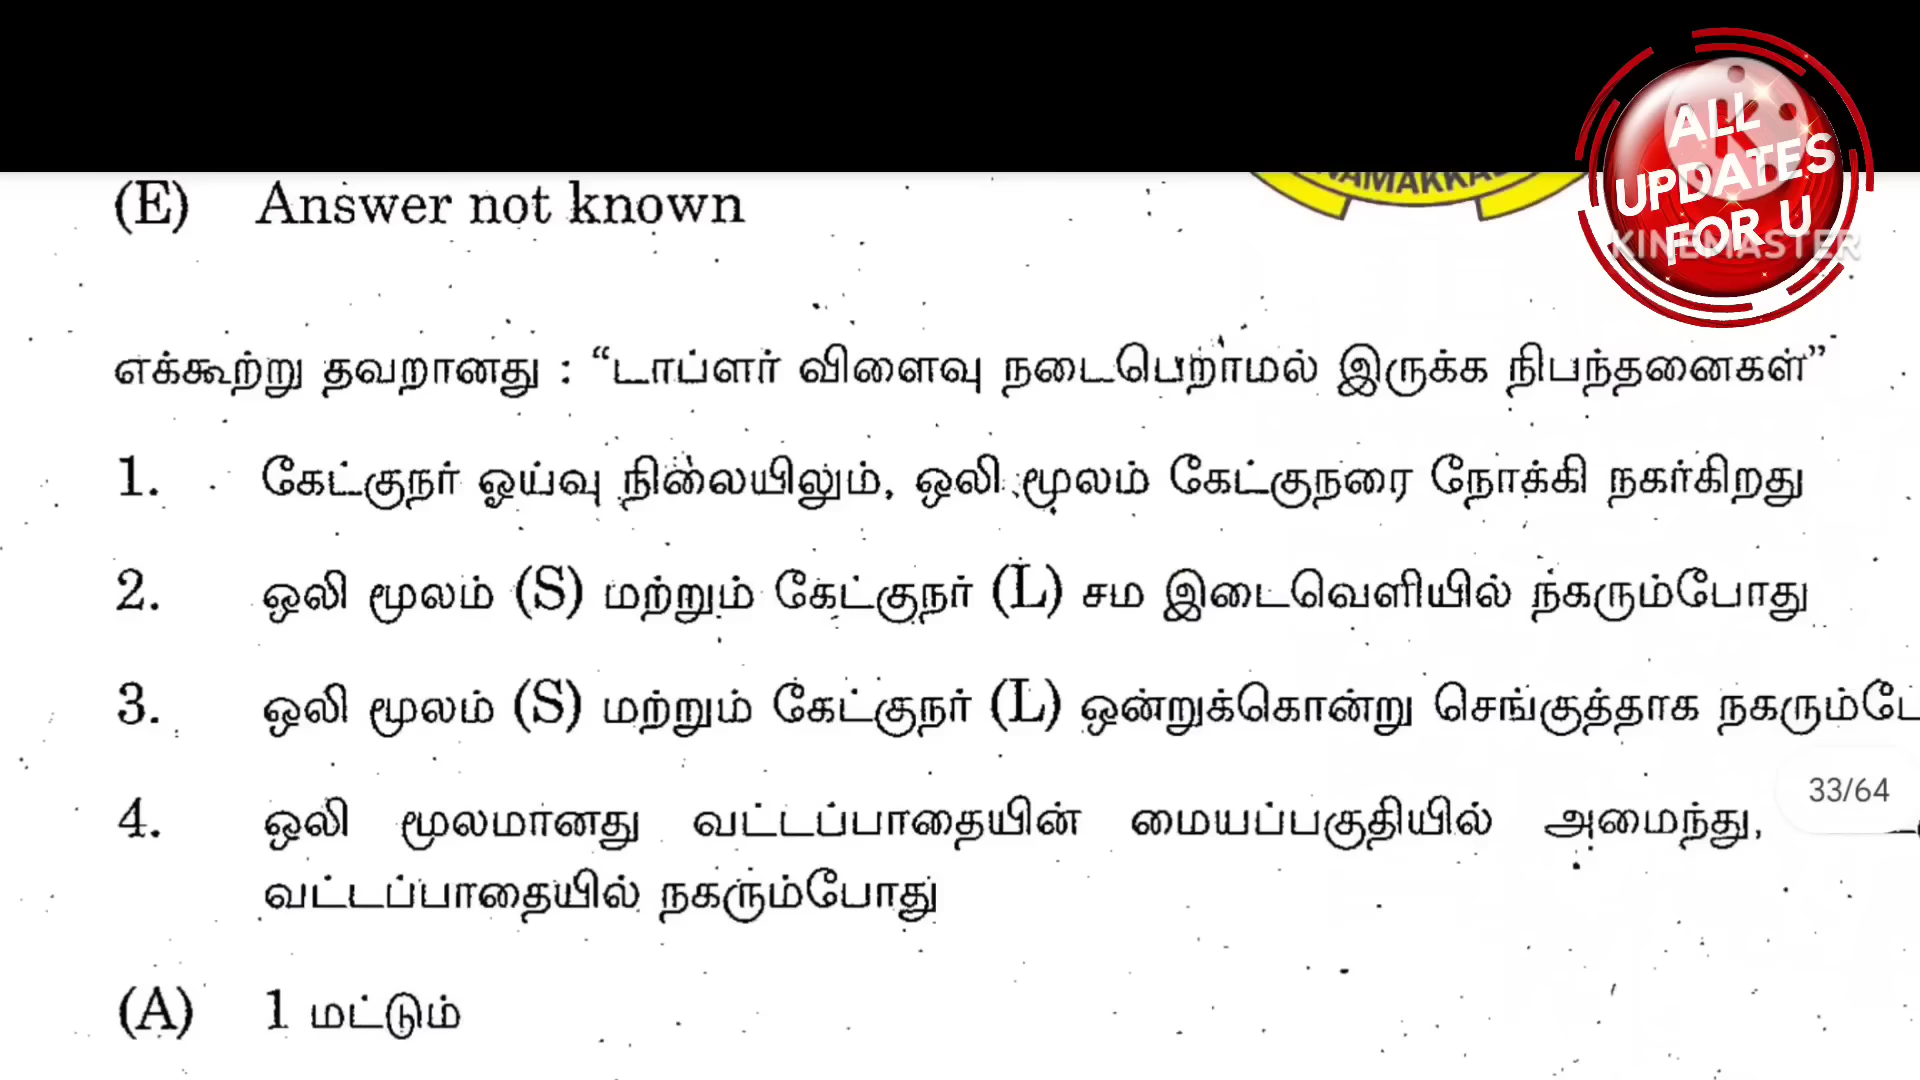 ALL
UPDATES
FOR U
KINEMASTER
(E) Answer not known
எக்கூற்று தவறானது : “டாப்ளர் விளைவு நடைபெறாமல் இருக்க நிபந்தனைகள்”
1. கேட்குநர் ஓய்வு நிலையிலும், ஒலி மூலம் கேட்குநரை நோக்கி நகர்கிறது
2. ஒலி மூலம் (S) மற்றும் கேட்குநர் (L) சம இடைவெளியில் நகரும்போது
3. ஒலி மூலம் (S) மற்றும் கேட்குநர் (L) ஒன்றுக்கொன்று செங்குத்தாக
4. ஒலி மூலமானது வட்டப்பாதையின் மையப்பகுதியில் அமைந்து,
33/64
வட்டப்பாதையில் நகரும்போது
(A) 1 மட்டும்